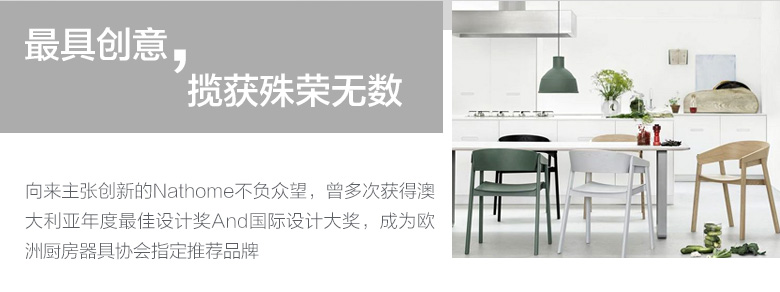 最具创意，
揽获殊荣无数
向来主张创新的Nathome不负众望，曾多次获得澳
大利亚年度最佳设计奖And国际设计大奖，成为欧
洲厨房器具协会指定推荐品牌